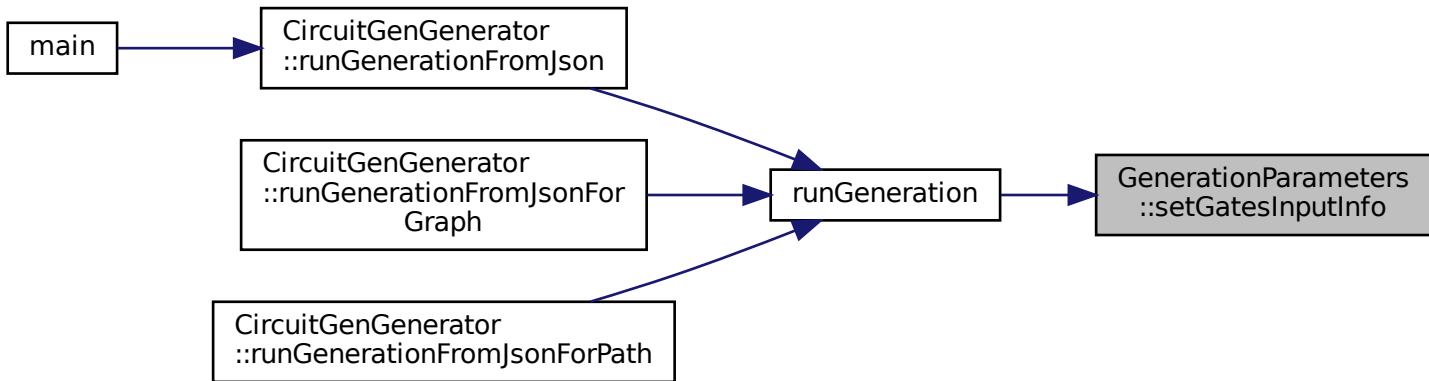 main
CircuitGenGenerator
::runGenerationFromJson
CircuitGenGenerator
::runGenerationFromJsonFor
Graph
CircuitGenGenerator
::runGenerationFromJsonForPath
runGeneration
GenerationParameters
::setGatesInputInfo